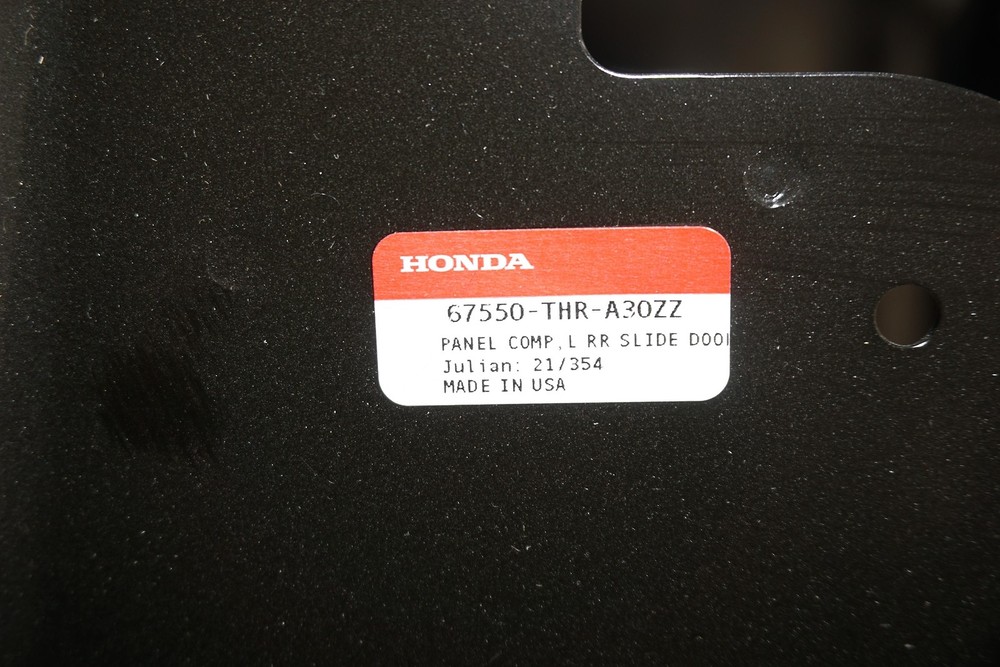 HONDA
67550-THR-A30ZZ
PANEL COMP, L RR SLIDE DOO
Julian: 21/354
MADE IN USA